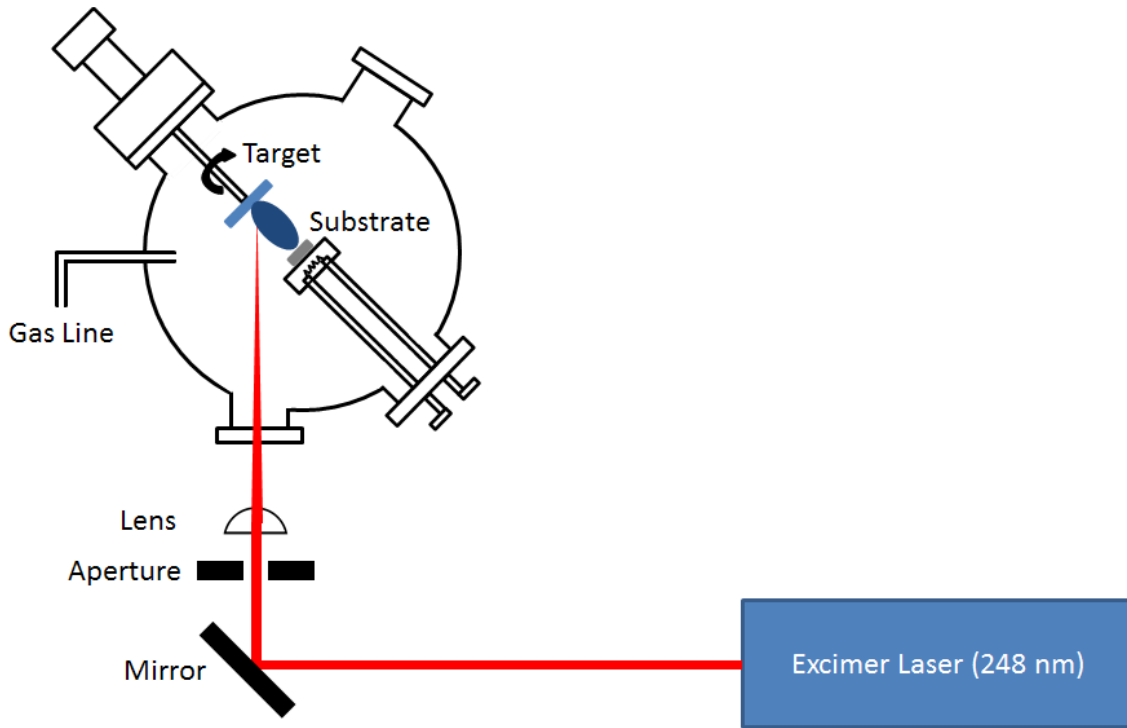 Target
Substrate
Gas Line
Lens
Aperture
Mirror
Excimer Laser (248 nm)